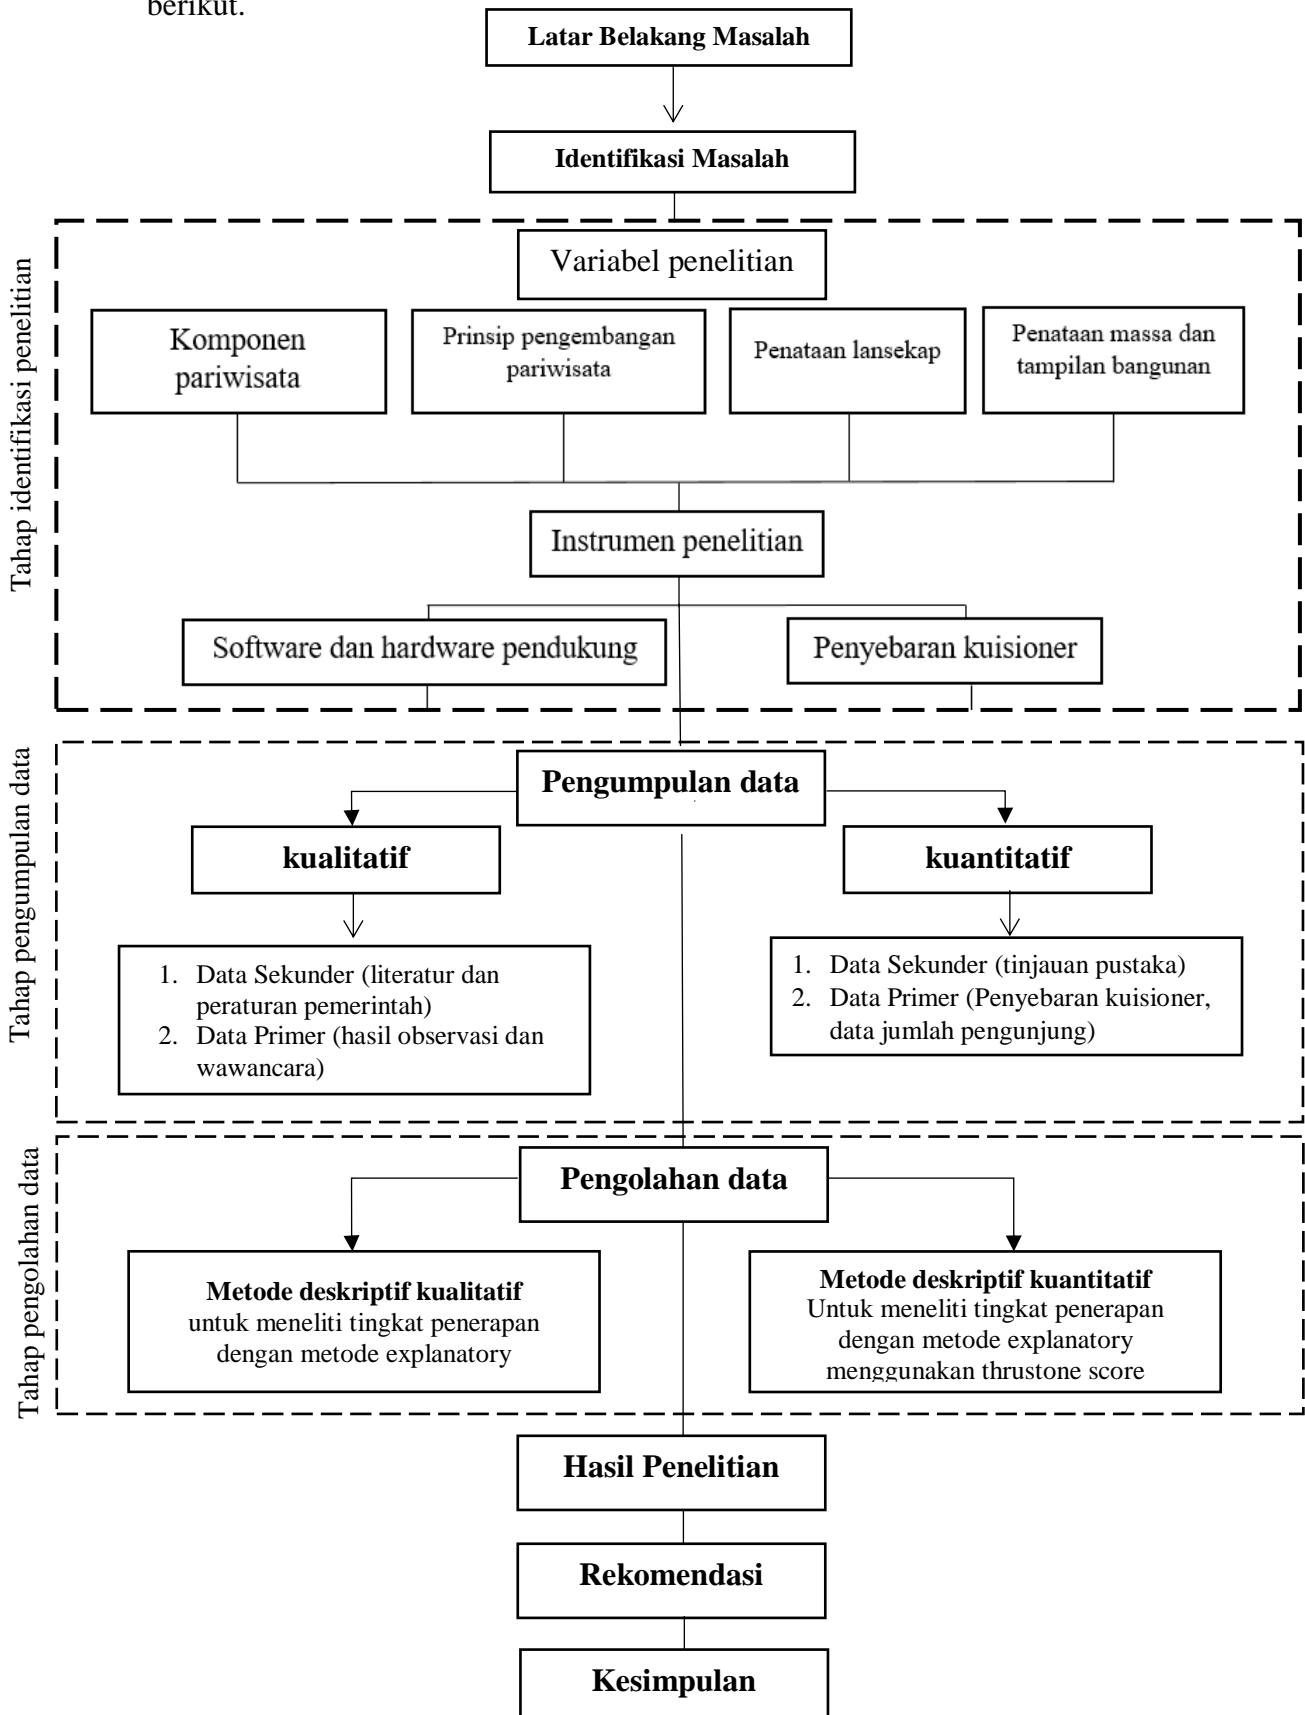 berikut.
Latar Belakang Masalah
Identifikasi Masalah
Tahap identifikasi penelitian
Variabel penelitian
Komponen
pariwisata
Prinsip pengembangan
pariwisata
Penataan lansekap
Penataan massa dan
tampilan bangunan
Instrumen penelitian
Software dan hardware pendukung
Penyebaran kuisioner
Tahap pengumpulan data
Pengumpulan data
kualitatif
kuantitatif
1. Data Sekunder (literatur dan
peraturan pemerintah)
2. Data Primer (hasil observasi dan
wawancara)
1. Data Sekunder (tinjauan pustaka)
2. Data Primer (Penyebaran kuisioner,
data jumlah pengunjung)
Tahap pengolahan data
Pengolahan data
Metode deskriptif kualitatif
untuk meneliti tingkat penerapan
dengan metode explanatory
Metode deskriptif kuantitatif
Untuk meneliti tingkat penerapan
dengan metode explanatory
menggunakan thrustone score
Hasil Penelitian
Rekomendasi
Kesimpulan